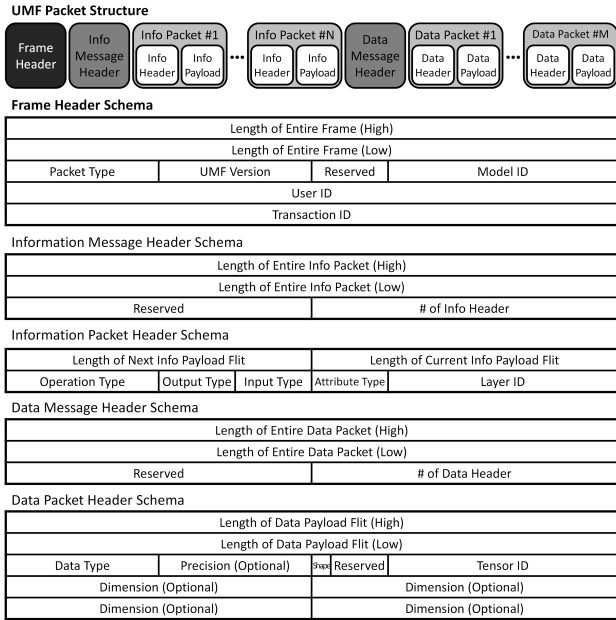 UMF Packet Structure
Frame Header
Info Message Header
Info Packet #1
Info Header
Info Payload
•••
Info Packet #N
Info Header
Info Payload
Data Message Header
Data Packet #1
Data Header
Data Payload
•••
Data Packet #M
Data Header
Data Payload
Frame Header Schema
Length of Entire Frame (High)
Length of Entire Frame (Low)
Packet Type UMF Version Reserved Model ID
User ID
Transaction ID
Information Message Header Schema
Length of Entire Info Packet (High)
Length of Entire Info Packet (Low)
Reserved # of Info Header
Information Packet Header Schema
Length of Next Info Payload Flit Length of Current Info Payload Flit
Operation Type Output Type Input Type Attribute Type Layer ID
Data Message Header Schema
Length of Entire Data Packet (High)
Length of Entire Data Packet (Low)
Reserved # of Data Header
Data Packet Header Schema
Length of Data Payload Flit (High)
Length of Data Payload Flit (Low)
Data Type Precision (Optional) Shape Reserved Tensor ID
Dimension (Optional) Dimension (Optional)
Dimension (Optional) Dimension (Optional)